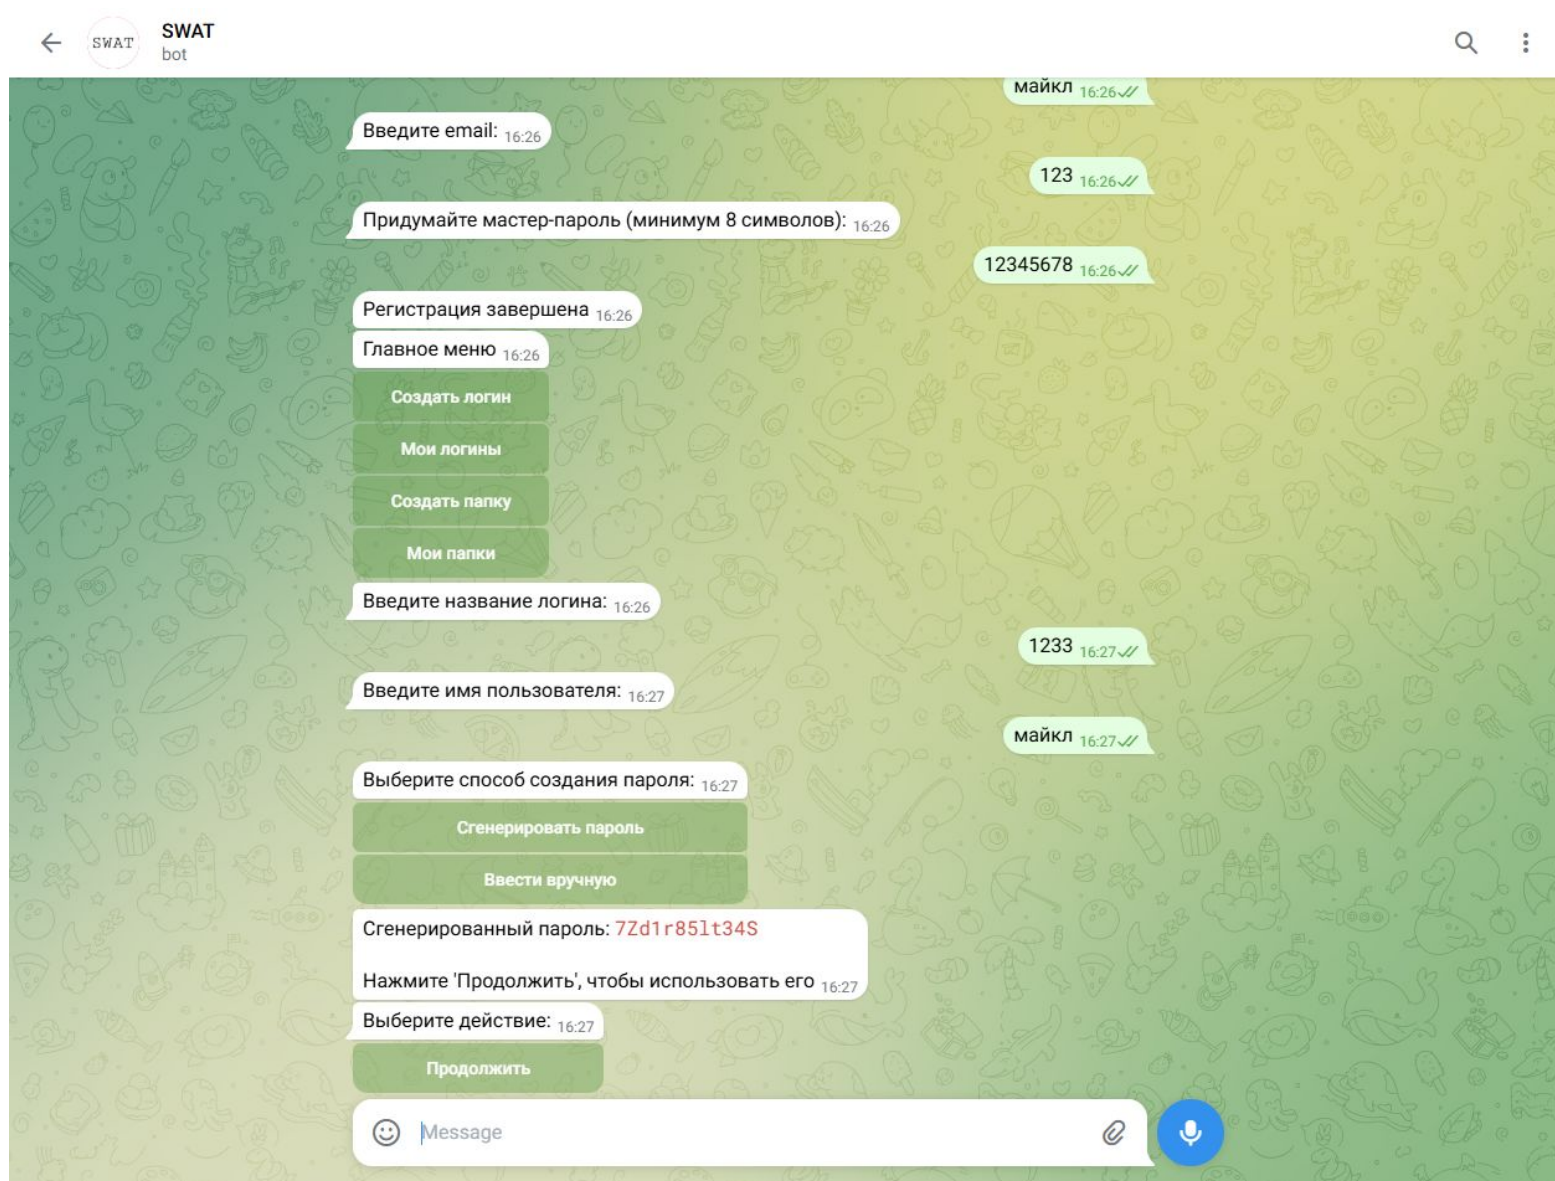 SWAT
SWAT
bot
майкл 16:26
Введите email: 16:26
123 16:26
Придумайте мастер-пароль (минимум 8 символов): 16:26
12345678 16:26
Регистрация завершена 16:26
Главное меню 16:26
Создать логин
Мои логины
Создать папку
Мои папки
Введите название логина: 16:26
1233 16:27
Введите имя пользователя: 16:27
майкл 16:27
Выберите способ создания пароля: 16:27
Сгенерировать пароль
Ввести вручную
Сгенерированный пароль: 7Zd1r85lt34S
Нажмите 'Продолжить', чтобы использовать его 16:27
Выберите действие: 16:27
Продолжить
Message